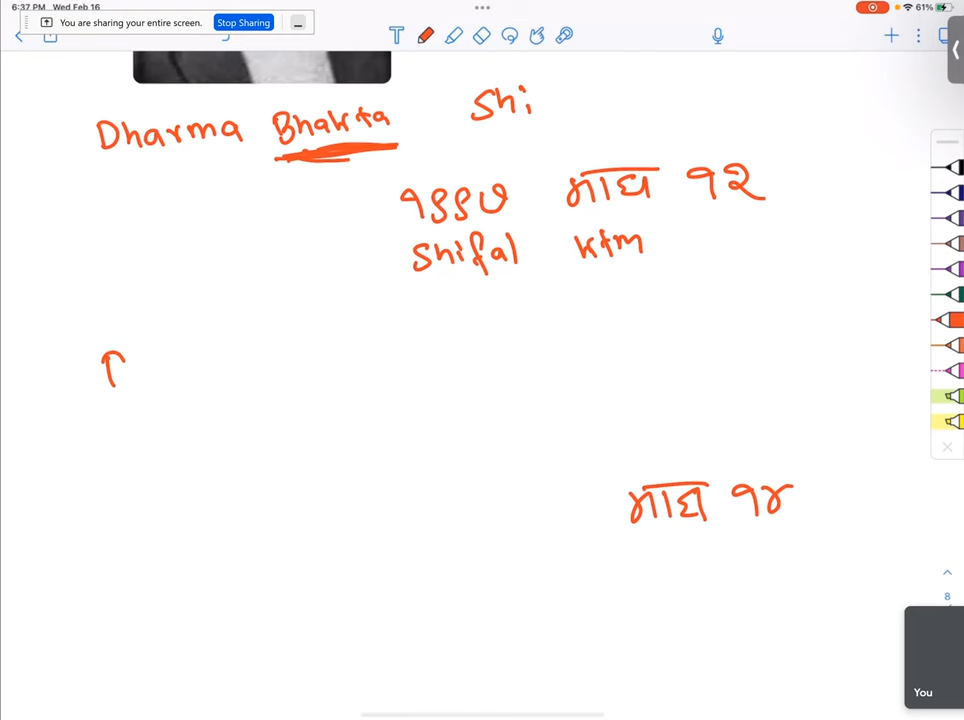 6:37 PM Wed Feb 16
61%
You are sharing your entire screen. Stop Sharing
Dharma Bhakta Shi
१९९७ माघ १२
Shifal Ktm
माघ १४
8
You